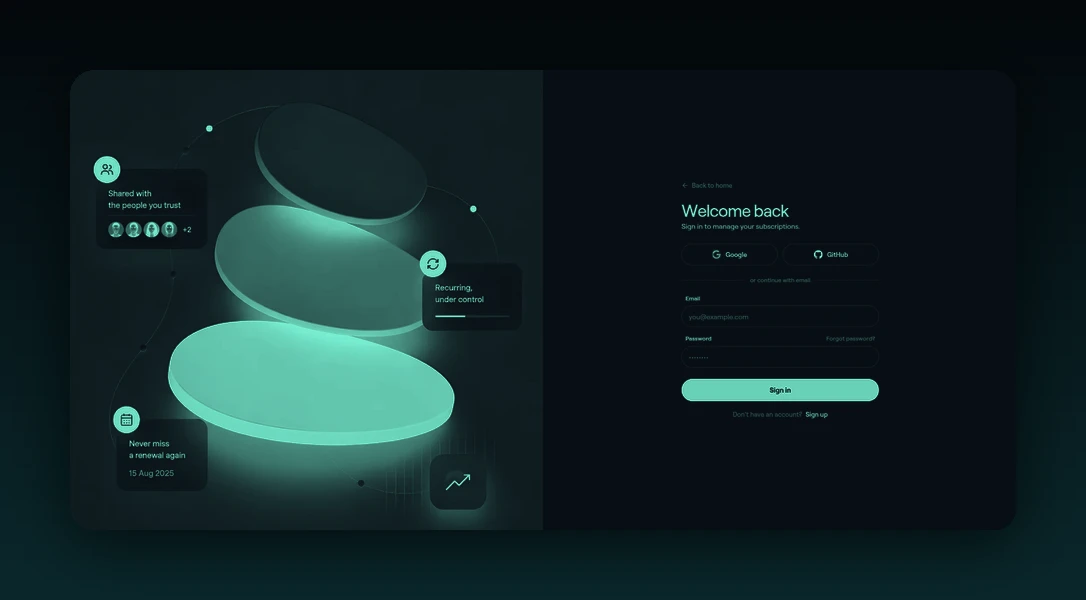 Shared with
the people you trust
+2
Recurring,
under control
Never miss
a renewal again
15 Aug 2025
← Back to home
Welcome back
Sign in to manage your subscriptions.
Google
GitHub
or continue with email
Email
you@example.com
Password
Forgot password?
········
Sign in
Don't have an account? Sign up